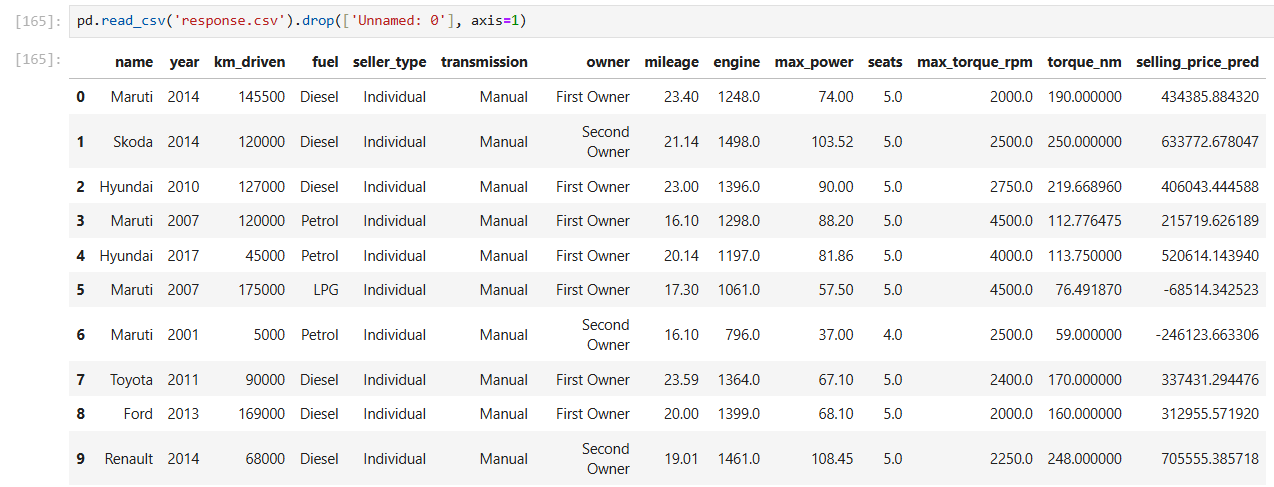 [165]: pd.read_csv('response.csv').drop(['Unnamed: 0'], axis=1)
[165]:
name year km_driven fuel seller_type transmission owner mileage engine max_power seats max_torque_rpm torque_nm selling_price_pred
0 Maruti 2014 145500 Diesel Individual Manual First Owner 23.40 1248.0 74.00 5.0 2000.0 190.000000 434385.884320
1 Skoda 2014 120000 Diesel Individual Manual Second Owner 21.14 1498.0 103.52 5.0 2500.0 250.000000 633772.678047
2 Hyundai 2010 127000 Diesel Individual Manual First Owner 23.00 1396.0 90.00 5.0 2750.0 219.668960 406043.444588
3 Maruti 2007 120000 Petrol Individual Manual First Owner 16.10 1298.0 88.20 5.0 4500.0 112.776475 215719.626189
4 Hyundai 2017 45000 Petrol Individual Manual First Owner 20.14 1197.0 81.86 5.0 4000.0 113.750000 520614.143940
5 Maruti 2007 175000 LPG Individual Manual First Owner 17.30 1061.0 57.50 5.0 4500.0 76.491870 -68514.342523
6 Maruti 2001 5000 Petrol Individual Manual Second Owner 16.10 796.0 37.00 4.0 2500.0 59.000000 -246123.663306
7 Toyota 2011 90000 Diesel Individual Manual First Owner 23.59 1364.0 67.10 5.0 2400.0 170.000000 337431.294476
8 Ford 2013 169000 Diesel Individual Manual First Owner 20.00 1399.0 68.10 5.0 2000.0 160.000000 312955.571920
9 Renault 2014 68000 Diesel Individual Manual Second Owner 19.01 1461.0 108.45 5.0 2250.0 248.000000 705555.385718